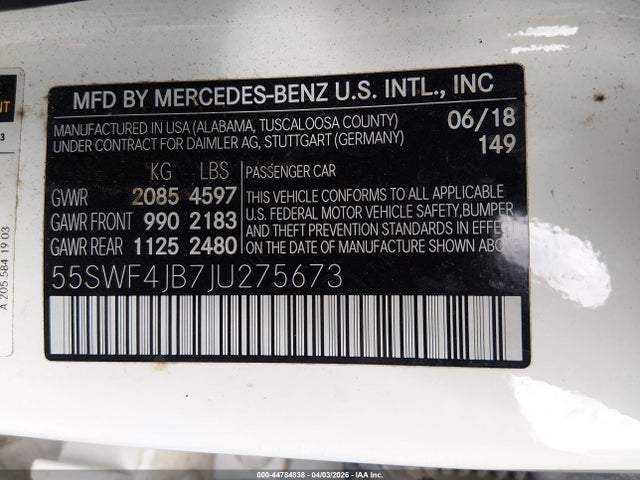 MFD BY MERCEDES-BENZ U.S. INTL., INC
MANUFACTURED IN USA (ALABAMA, TUSCALOOSA COUNTY)
UNDER CONTRACT FOR DAIMLER AG, STUTTGART (GERMANY)
06/18
149
KG LBS
PASSENGER CAR
GVWR 2085 4597
GAWR FRONT 990 2183
GAWR REAR 1125 2480
THIS VEHICLE CONFORMS TO ALL APPLICABLE
U.S. FEDERAL MOTOR VEHICLE SAFETY, BUMPER
AND THEFT PREVENTION STANDARDS IN EFFECT
ON THE DATE OF MANUFACTURE SHOWN ABOVE.
55SWF4JB7JU275673
A 205 584 19 03
000-44784838 - 04/03/2026 - IAA Inc.